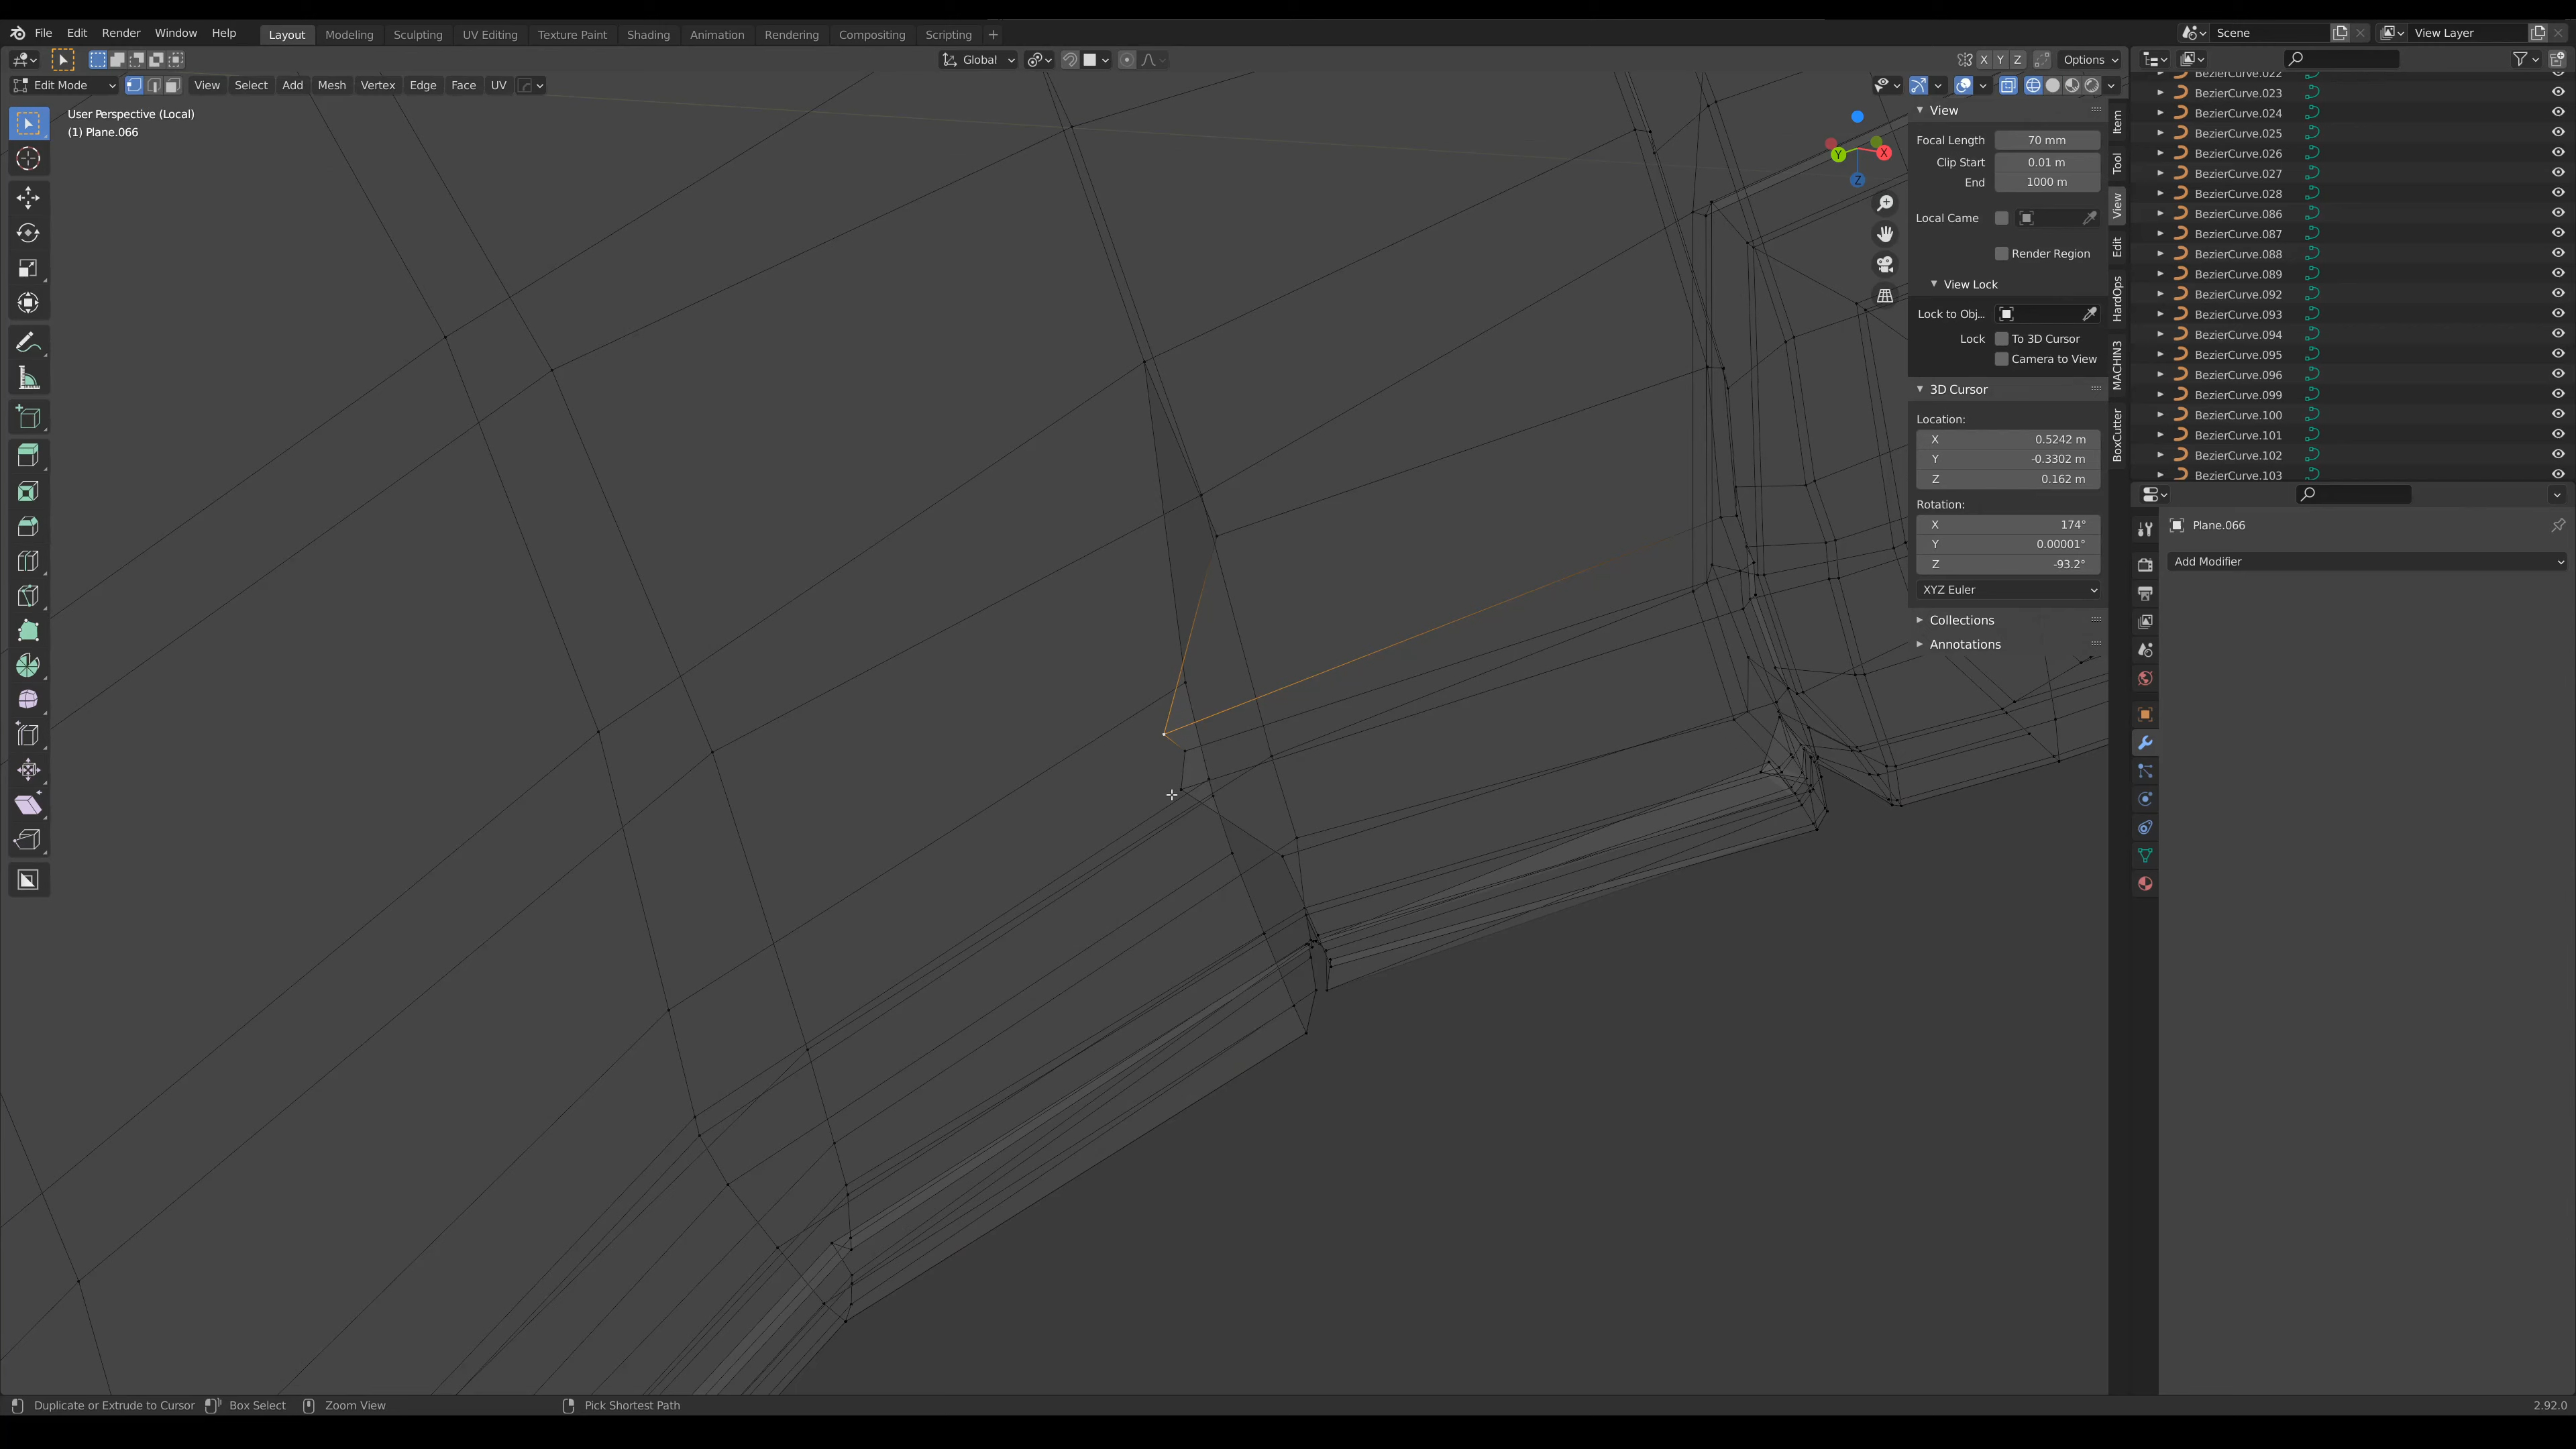 File Edit Render Window Help Layout Modeling Sculpting UV Editing Texture Paint Shading Animation Rendering Compositing Scripting + Scene View Layer
Global X Y Z Options
Edit Mode View Select Add Mesh Vertex Edge Face UV
User Perspective (Local)
(1) Plane.066
X
Y
Z
View
Focal Length 70 mm
Clip Start 0.01 m
End 1000 m
Local Came
Render Region
View Lock
Lock to Obj...
Lock To 3D Cursor
Camera to View
3D Cursor
Location:
X 0.5242 m
Y -0.3302 m
Z 0.162 m
Rotation:
X 174°
Y 0.00001°
Z -93.2°
XYZ Euler
Collections
Annotations
Item
Tool
View
Edit
HardOps
MACHIN3
BoxCutter
BezierCurve.022
BezierCurve.023
BezierCurve.024
BezierCurve.025
BezierCurve.026
BezierCurve.027
BezierCurve.028
BezierCurve.086
BezierCurve.087
BezierCurve.088
BezierCurve.089
BezierCurve.092
BezierCurve.093
BezierCurve.094
BezierCurve.095
BezierCurve.096
BezierCurve.099
BezierCurve.100
BezierCurve.101
BezierCurve.102
BezierCurve.103
Plane.066
Add Modifier
Duplicate or Extrude to Cursor Box Select Zoom View Pick Shortest Path 2.92.0